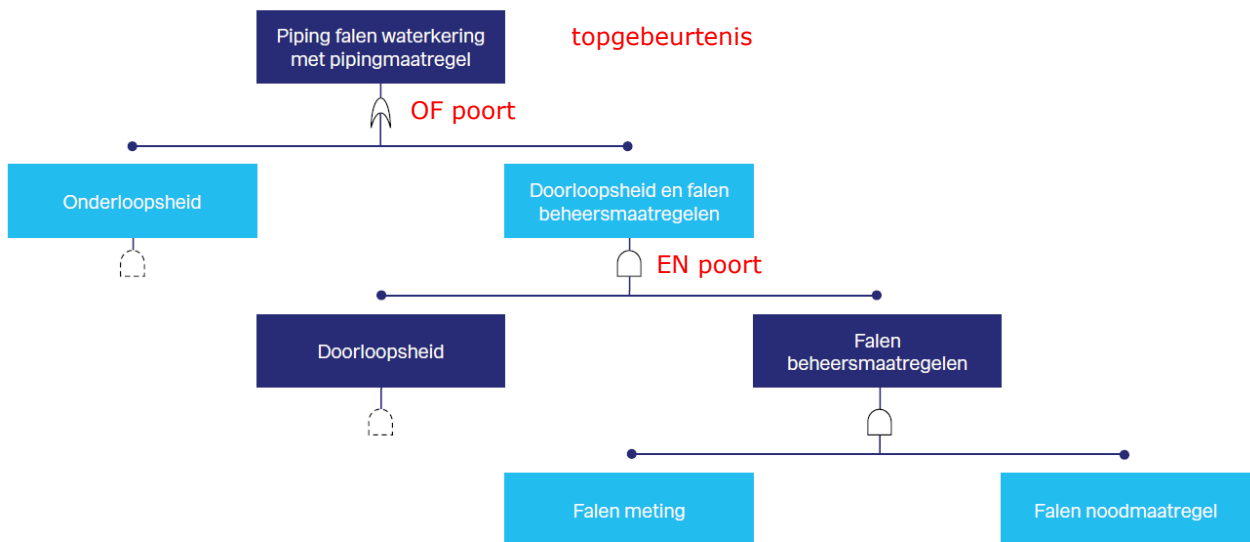 Piping falen waterkering
met pipingmaatregel
topgebeurtenis
OF poort
Onderloopsheid
Doorloopsheid en falen
beheersmaatregelen
EN poort
Doorloopsheid
Falen
beheersmaatregelen
Falen meting
Falen noodmaatregel